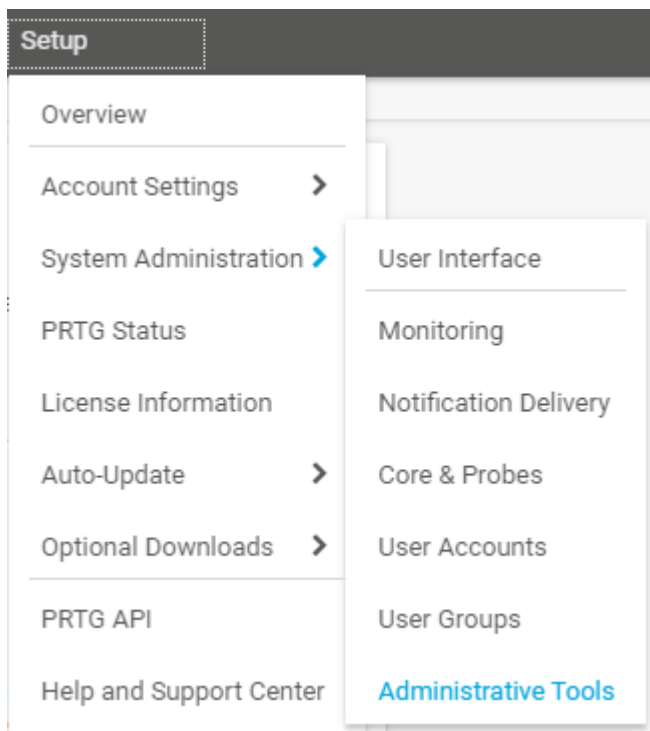 Setup
Overview
Account Settings
System Administration
PRTG Status
License Information
Auto-Update
Optional Downloads
PRTG API
Help and Support Center
User Interface
Monitoring
Notification Delivery
Core & Probes
User Accounts
User Groups
Administrative Tools